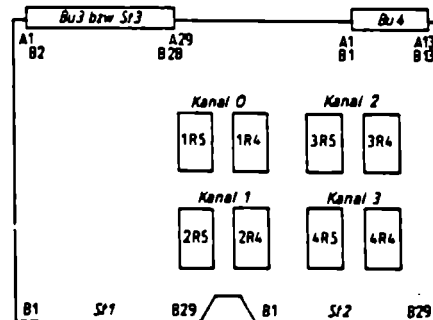 Bu3 bzw St3 Bu4
A1 A29 A1 A13
B2 B28 B1 B13
Kanal 0 Kanal 2
1R5 1R4 3R5 3R4
Kanal 1 Kanal 3
2R5 2R4 4R5 4R4
B1 St1 B29 B1 St2 B29